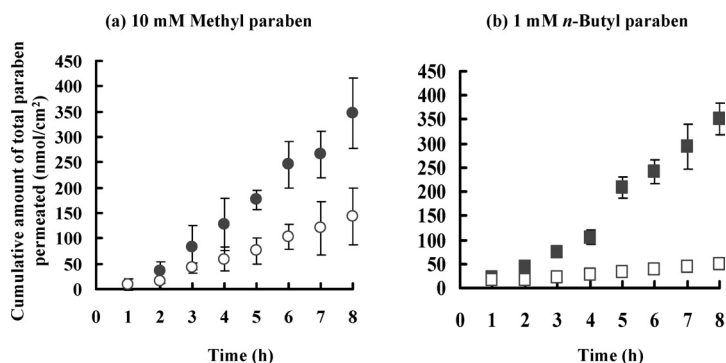 (a) 10 mM Methyl paraben
Cumulative amount of total paraben
permeated (nmol/cm²)
450
400
350
300
250
200
150
100
50
0
0 1 2 3 4 5 6 7 8
Time (h)
(b) 1 mM n-Butyl paraben
450
400
350
300
250
200
150
100
50
0
0 1 2 3 4 5 6 7 8
Time (h)